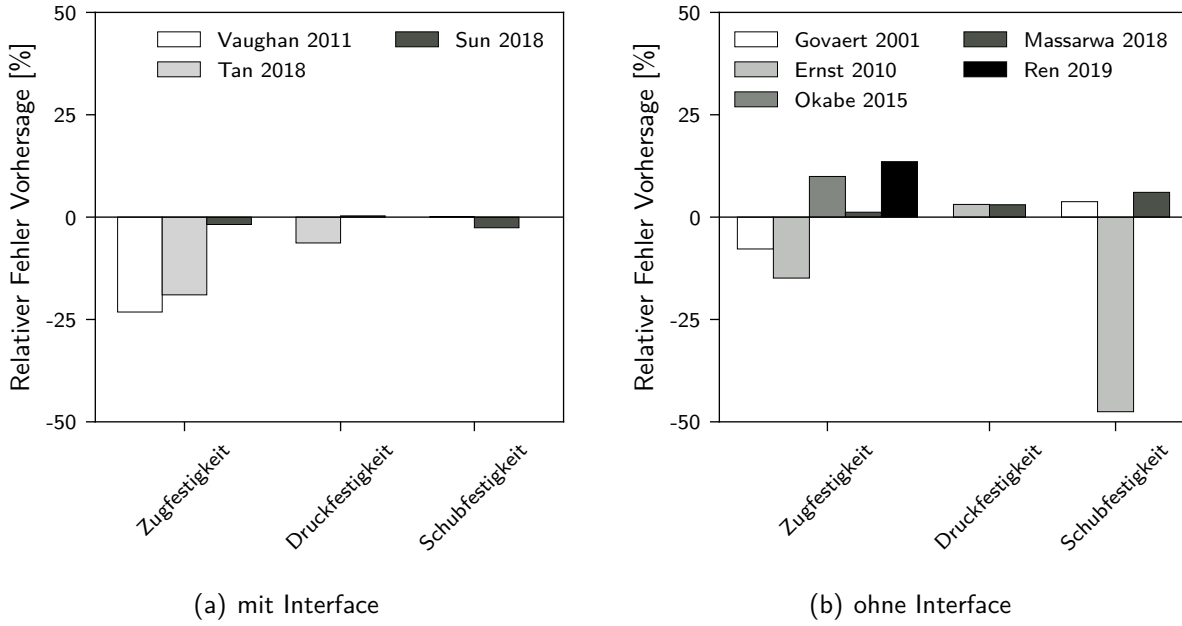 50
25
0
-25
-50
Relativer Fehler Vorhersage [%]
Vaughan 2011
Tan 2018
Sun 2018
Zugfestigkeit
Druckfestigkeit
Schubfestigkeit
(a) mit Interface
50
25
0
-25
-50
Relativer Fehler Vorhersage [%]
Govaert 2001
Ernst 2010
Okabe 2015
Massarwa 2018
Ren 2019
Zugfestigkeit
Druckfestigkeit
Schubfestigkeit
(b) ohne Interface